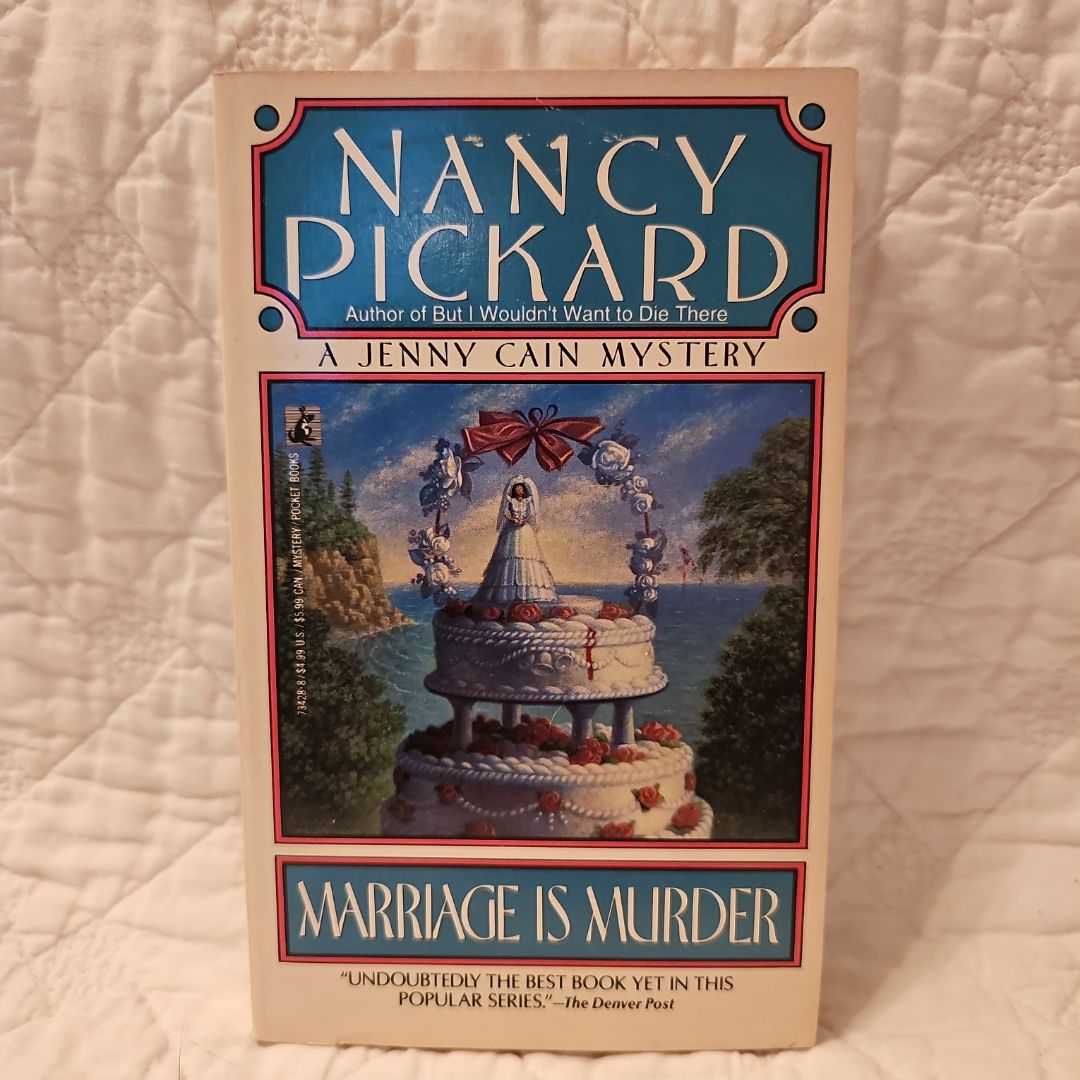 NANCY
PICKARD
Author of But I Wouldn't Want to Die There
A JENNY CAIN MYSTERY
73428-8/$4.99 U.S./$5.99 CAN/MYSTERY/POCKET BOOKS
MARRIAGE IS MURDER
"UNDOUBTEDLY THE BEST BOOK YET IN THIS
POPULAR SERIES."—The Denver Post